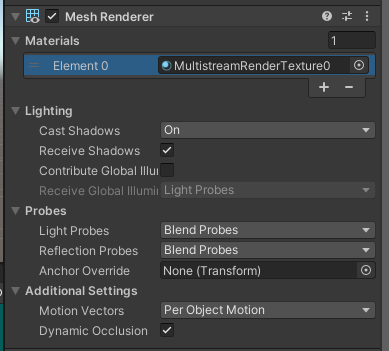 Mesh Renderer
Materials 1
Element 0 MultistreamRenderTexture0
+ −
Lighting
Cast Shadows On
Receive Shadows
Contribute Global Illu
Receive Global Illumin Light Probes
Probes
Light Probes Blend Probes
Reflection Probes Blend Probes
Anchor Override None (Transform)
Additional Settings
Motion Vectors Per Object Motion
Dynamic Occlusion